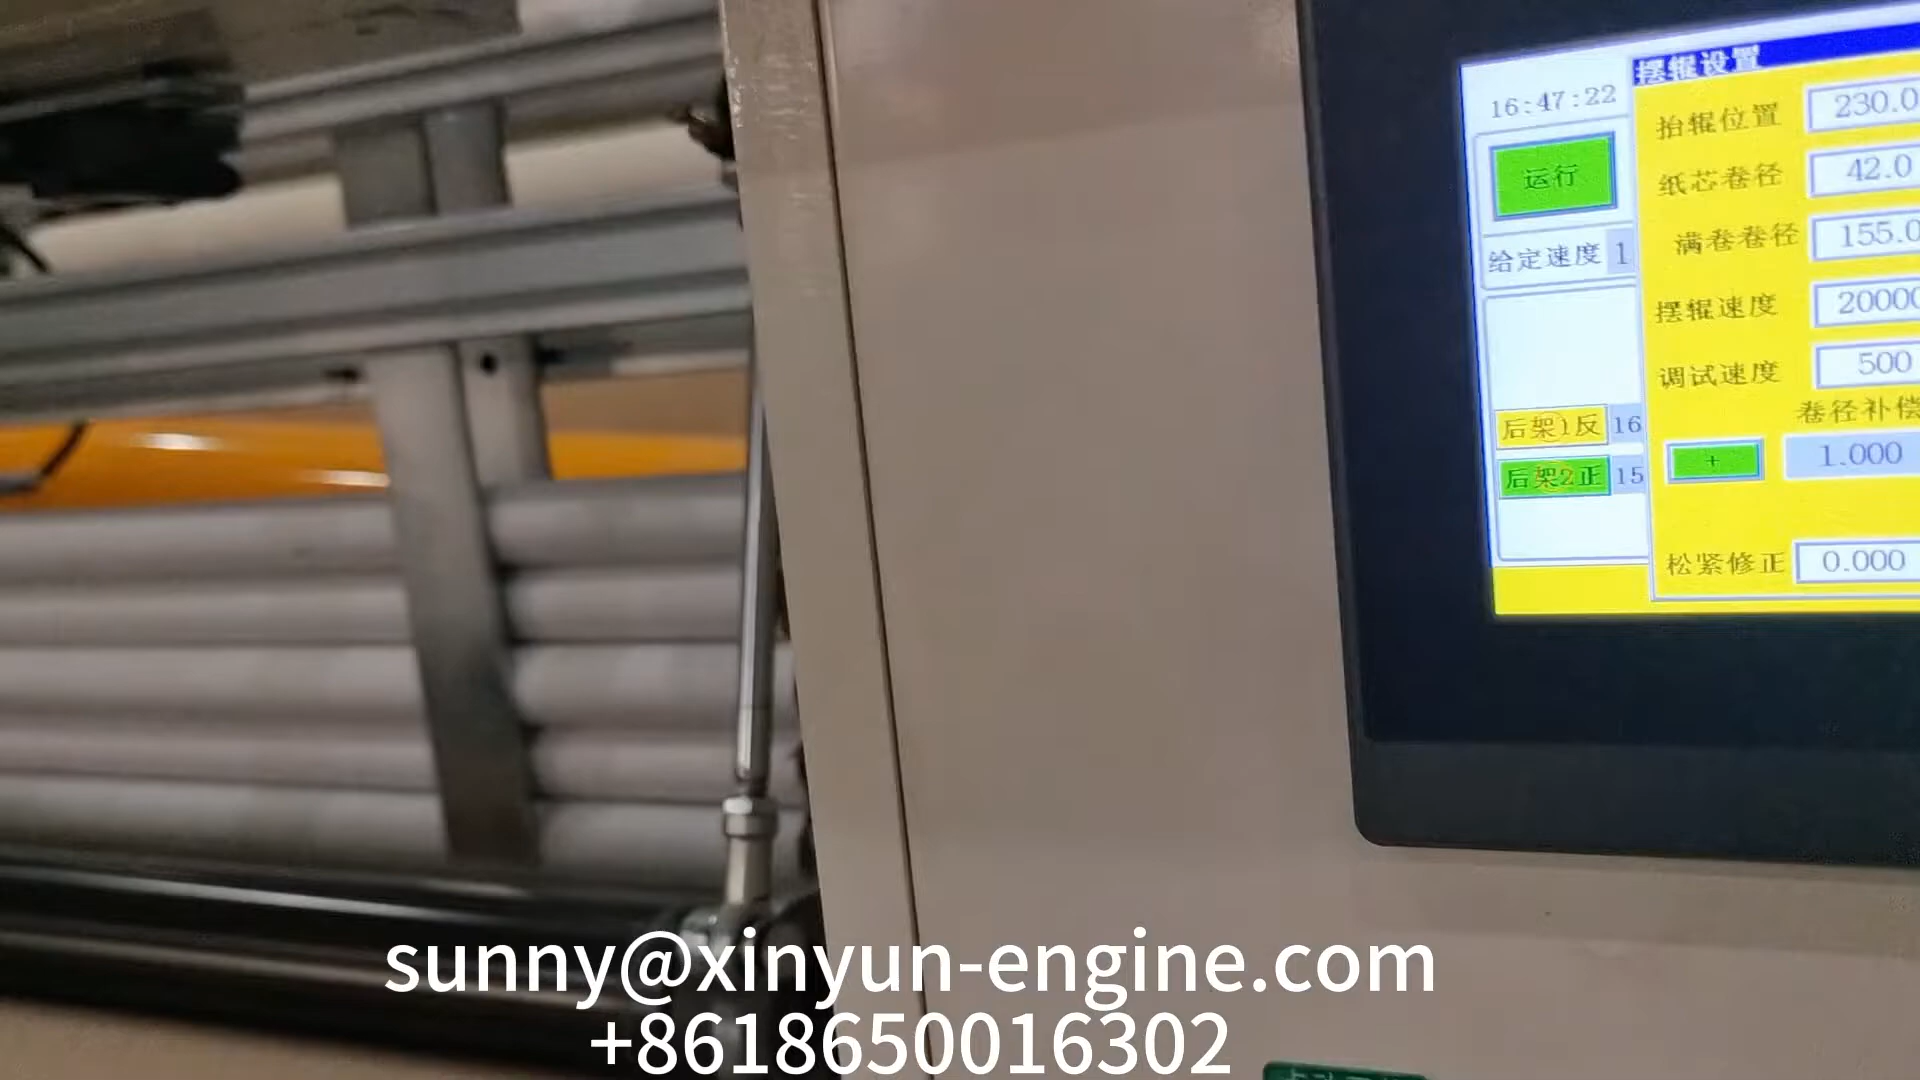 摆辊设置
16:47:22
抬辊位置 230.0
运行
纸芯卷径 42.0
满卷卷径 155.0
给定速度 1
摆辊速度 20000
调试速度 500
卷径补偿
后架1反 16
+ 1.000
后架2正 15
松紧修正 0.000
sunny@xinyun-engine.com
+8618650016302